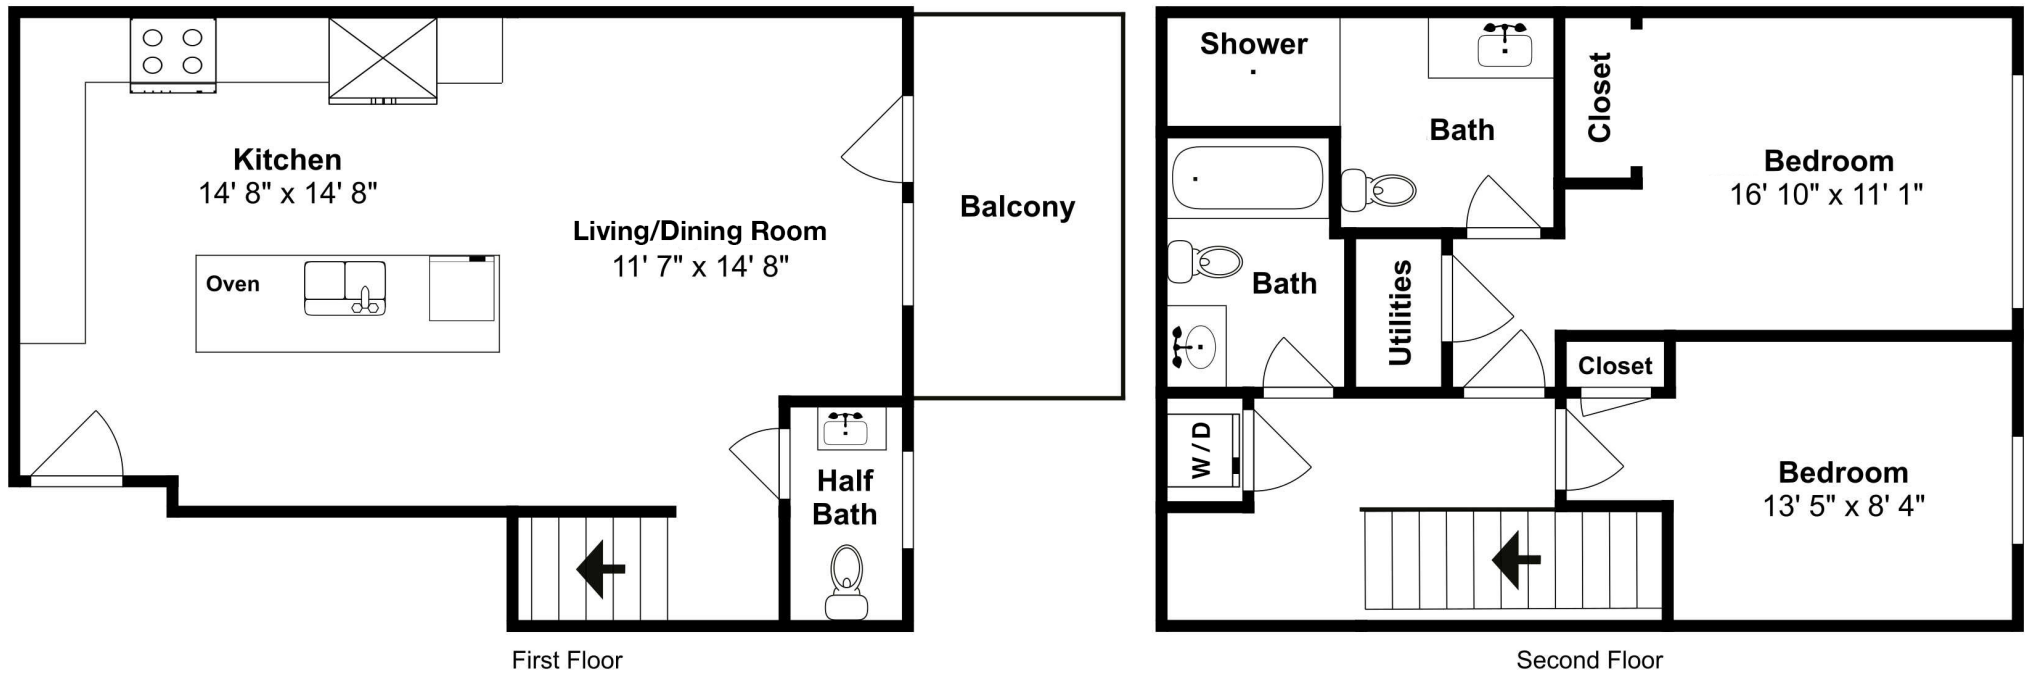 Kitchen
14' 8" x 14' 8"
Oven
Living/Dining Room
11' 7" x 14' 8"
Balcony
Half
Bath
First Floor
Shower
Bath
Closet
Bedroom
16' 10" x 11' 1"
Bath
Utilities
Closet
W/D
Bedroom
13' 5" x 8' 4"
Second Floor